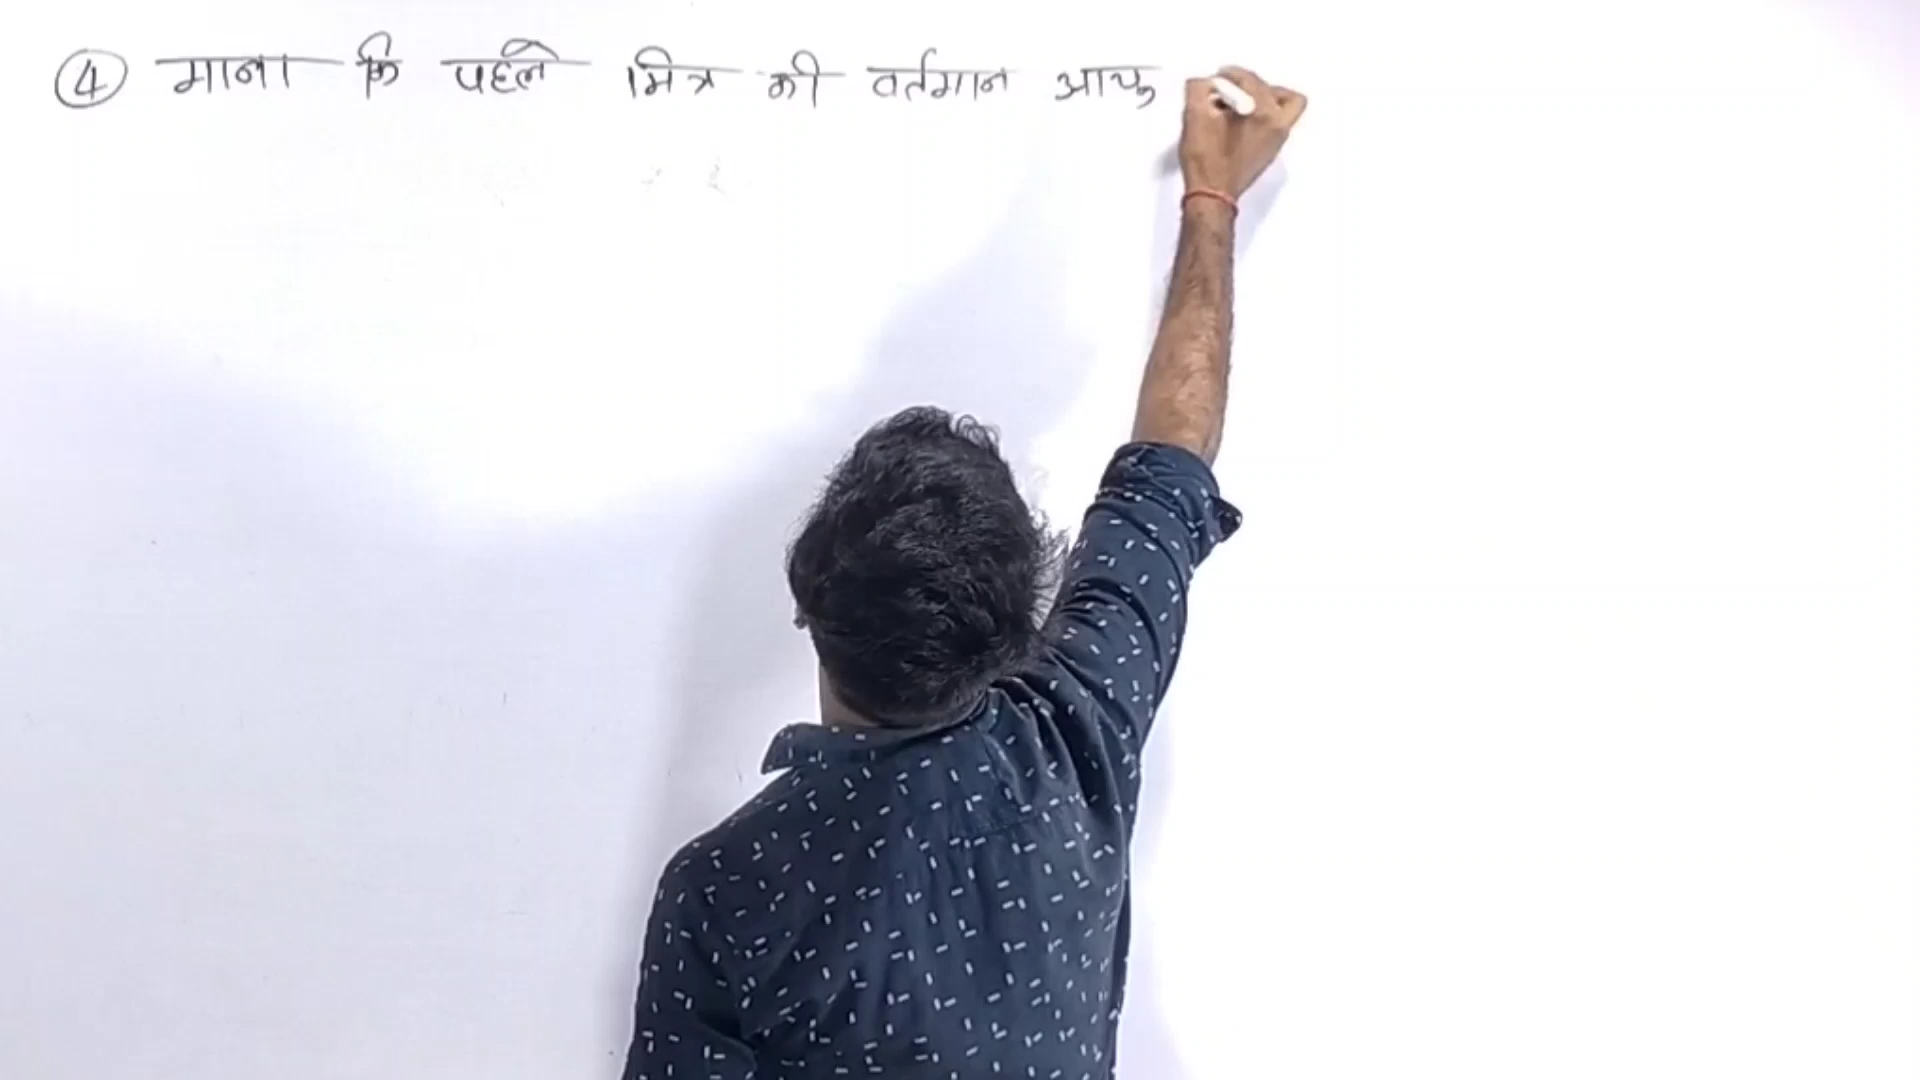 ④ माना कि पहले मित्र की वर्तमान आयु